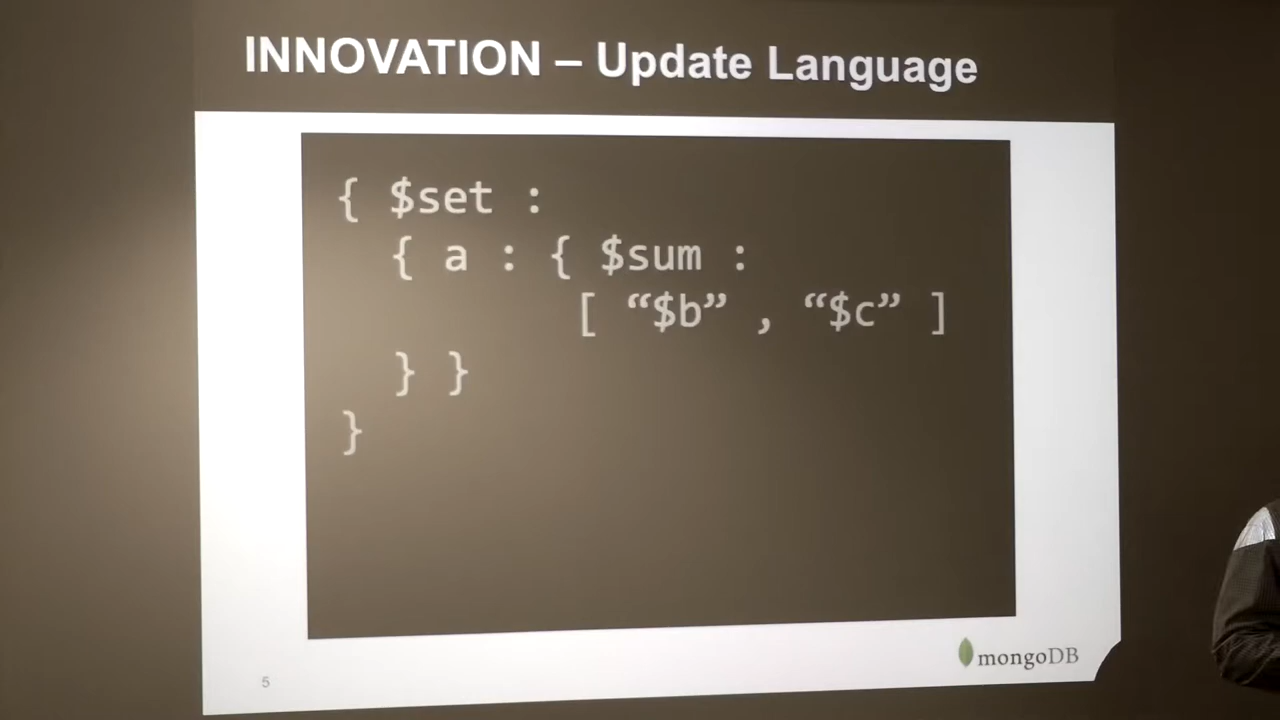 INNOVATION – Update Language
{ $set :
{ a : { $sum :
[ “$b” , “$c” ]
} }
}
5
mongoDB